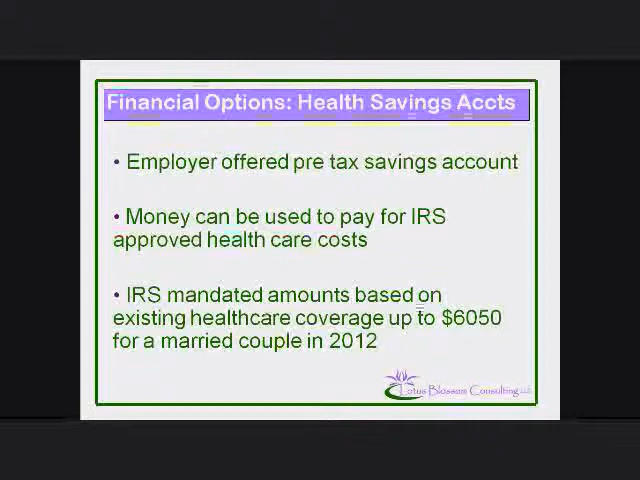 Financial Options: Health Savings Accts
• Employer offered pre tax savings account
• Money can be used to pay for IRS
approved health care costs
• IRS mandated amounts based on
existing healthcare coverage up to $6050
for a married couple in 2012
Lotus Blossom Consulting LLC